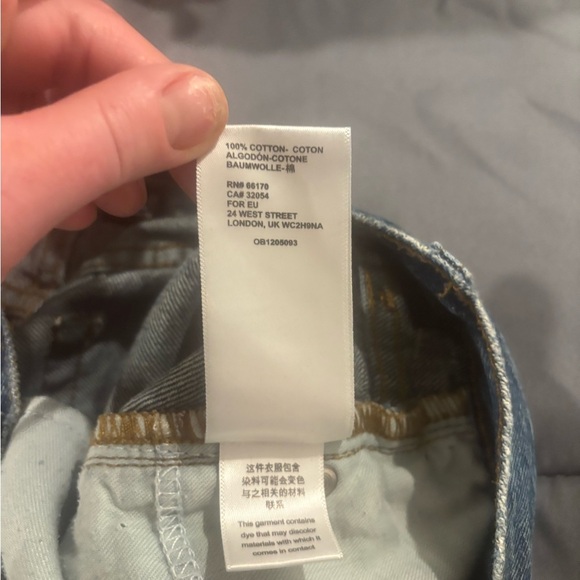 100% COTTON- COTON
ALGODÓN-COTONE
BAUMWOLLE-棉
RN# 66170
CA# 32054
FOR EU
24 WEST STREET
LONDON, UK WC2H9NA
OB1205093
这件衣服包含
染料可能会变色
与之相关的材料
联系
This garment contains
dye that may discolor
materials with which it
comes in contact